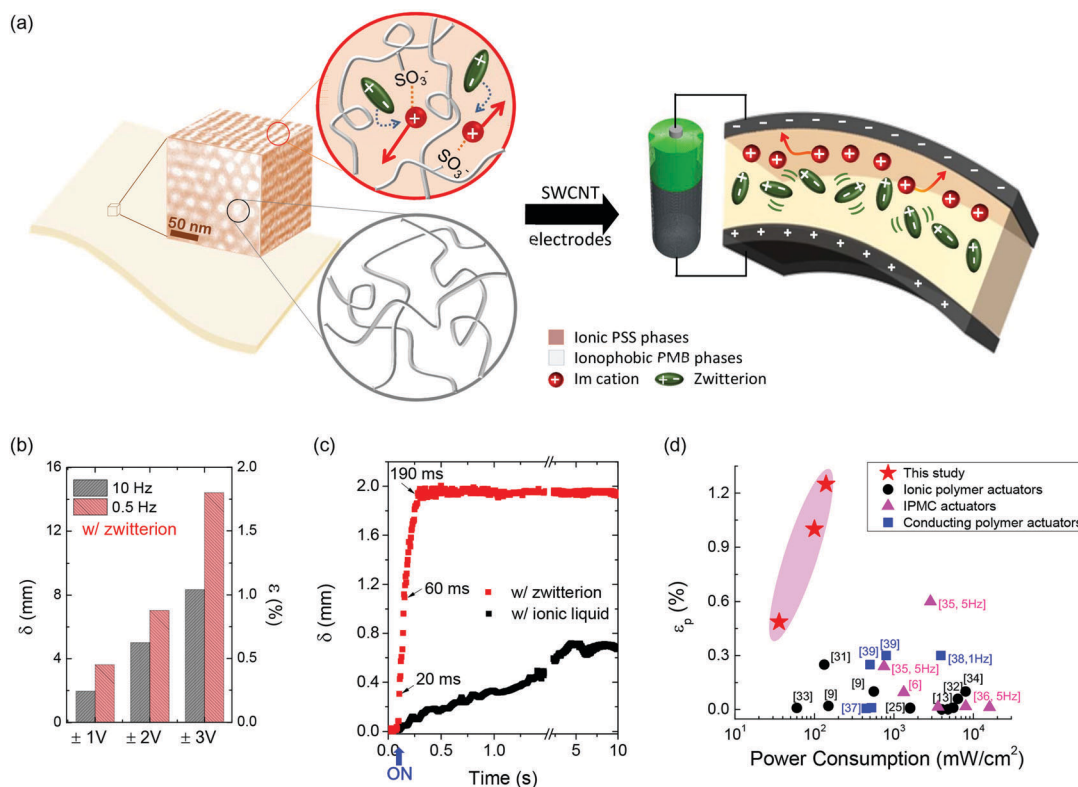 (a)
SO₃⁻
SO₃⁻
50 nm
SWCNT
electrodes
Ionic PSS phases
Ionophobic PMB phases
Im cation
Zwitterion
(b)
16
12
8
4
0
δ (mm)
10 Hz
0.5 Hz
w/ zwitterion
2.0
1.5
1.0
0.5
0.0
ε (%)
± 1V
± 2V
± 3V
(c)
2.0
1.6
1.2
0.8
0.4
0.0
δ (mm)
190 ms
60 ms
20 ms
w/ zwitterion
w/ ionic liquid
0.0
0.5
1.0
5
10
ON
Time (s)
(d)
This study
Ionic polymer actuators
IPMC actuators
Conducting polymer actuators
1.2
0.9
0.6
0.3
0.0
εp (%)
[35, 5Hz]
[39]
[39]
[38,1Hz]
[31]
[35, 5Hz]
[34]
[9]
[6]
[32]
[33]
[9]
[13]
[36, 5Hz]
[37]
[25]
10¹
10²
10³
10⁴
Power Consumption (mW/cm²)